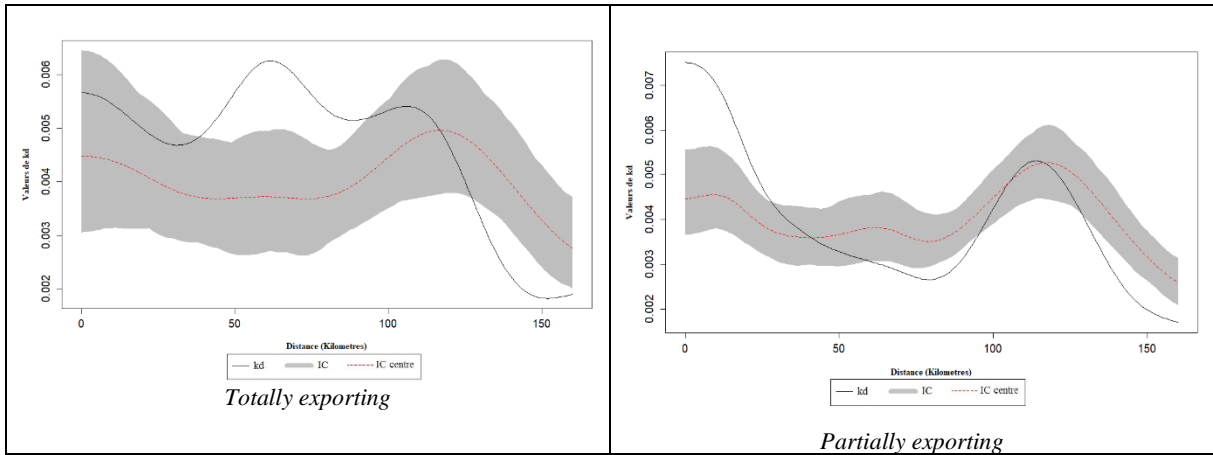 0.006
0.005
0.004
0.003
0.002
Valeurs de kd
0 50 100 150
Distance (Kilometres)
kd IC IC centre
Totally exporting
0.007
0.006
0.005
0.004
0.003
0.002
Valeurs de kd
0 50 100 150
Distance (Kilometres)
kd IC IC centre
Partially exporting